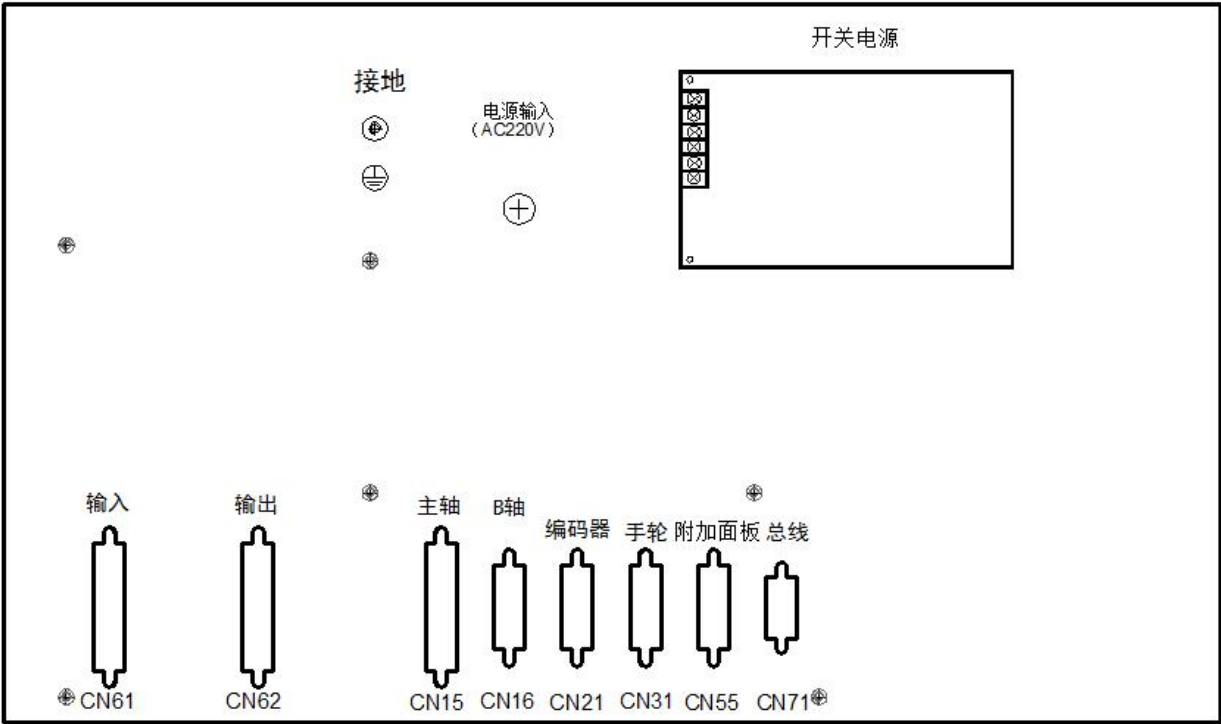 开关电源
接地
电源输入
（AC220V）
输入
输出
主轴
B轴
编码器
手轮
附加面板
总线
CN61
CN62
CN15
CN16
CN21
CN31
CN55
CN71